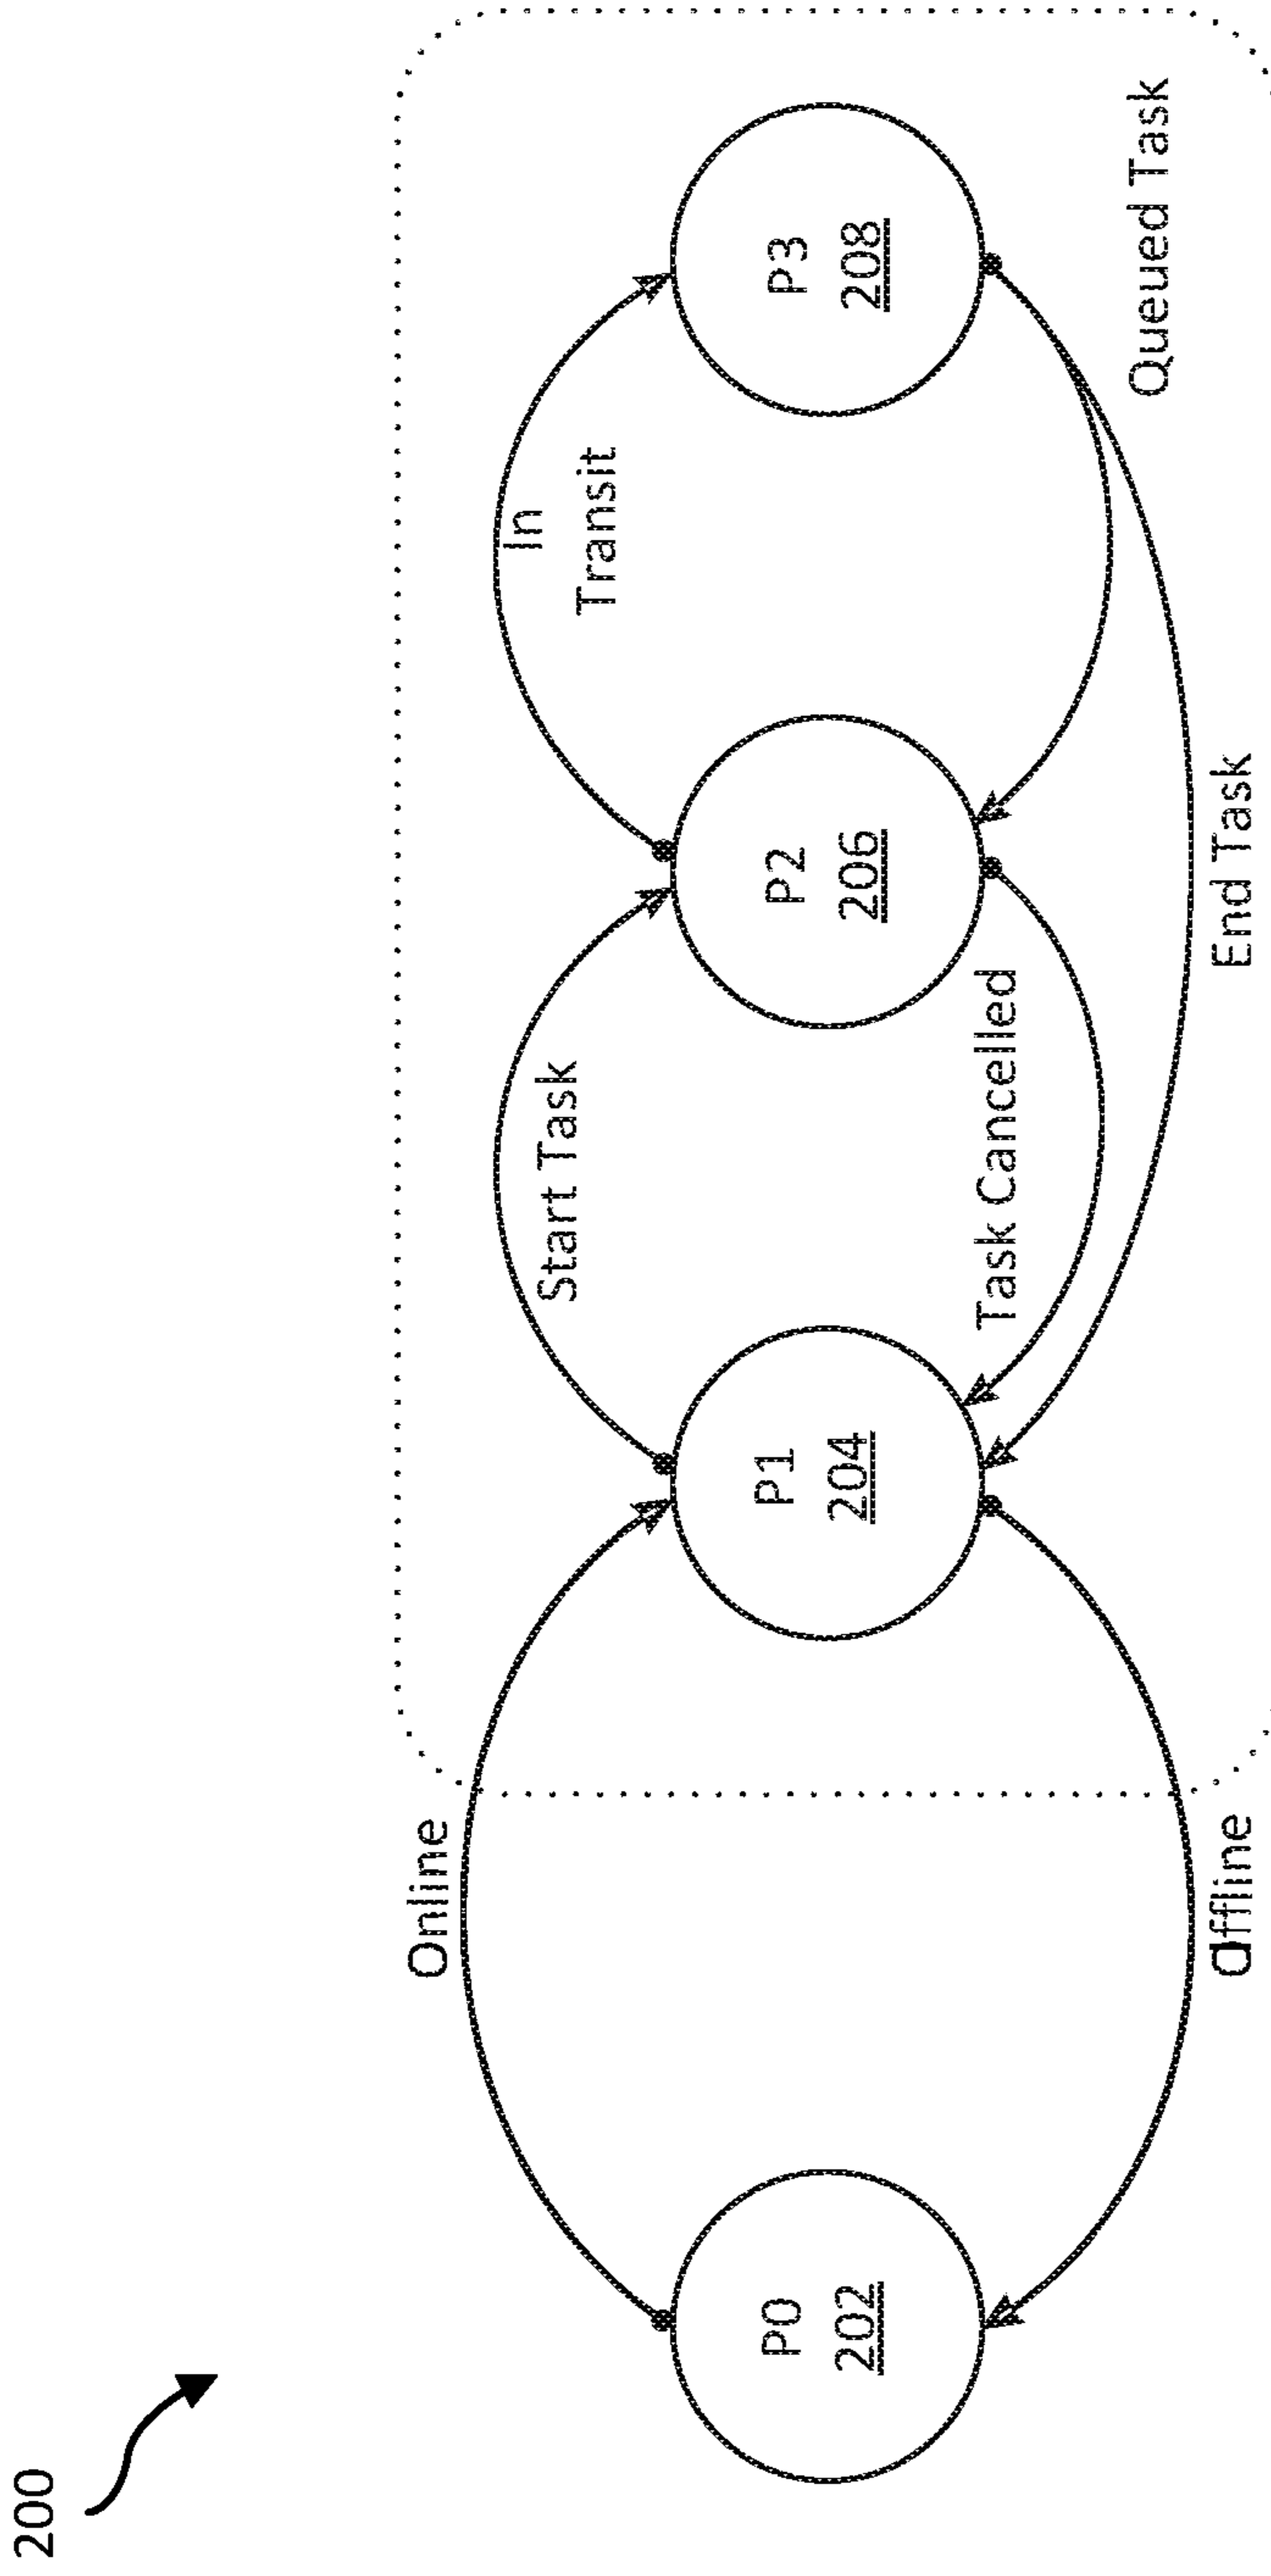 200
Online
Start Task
In
Transit
P0
202
P1
204
P2
206
P3
208
Task Cancelled
Queued Task
Offline
End Task